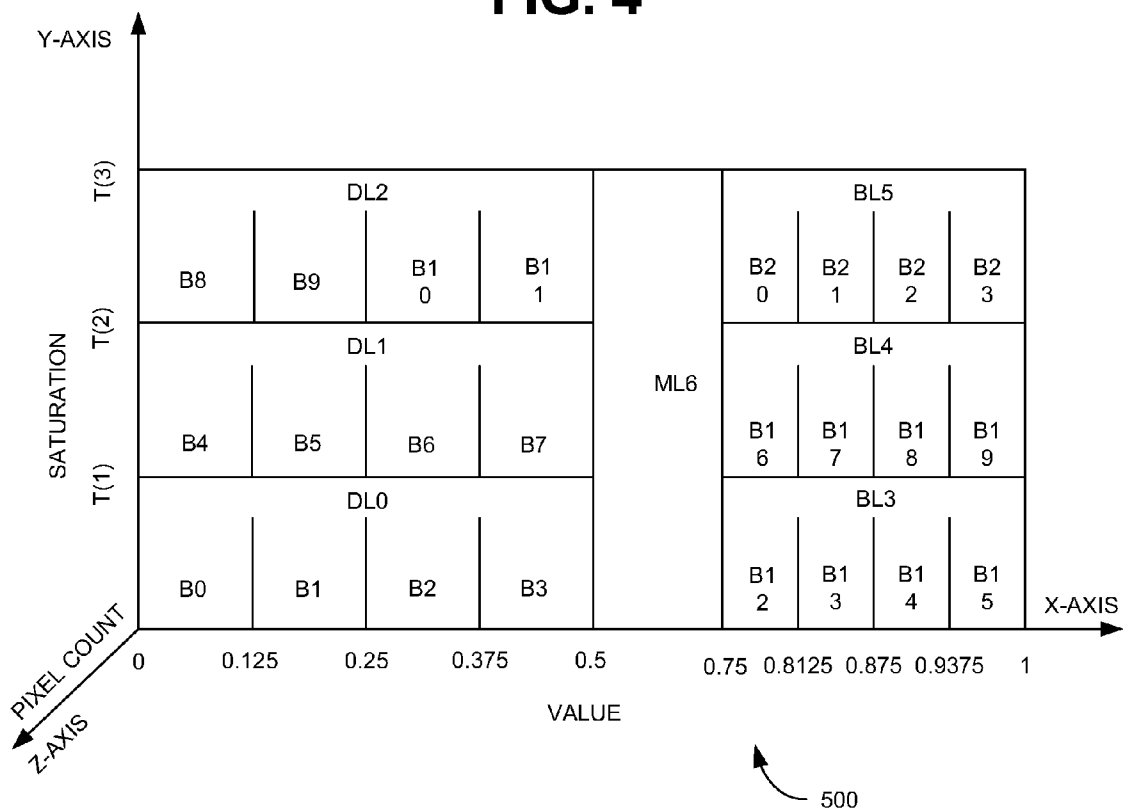 FIG. 4
Y-AXIS
T(3)
DL2
BL5
B8
B9
B1
0
B1
1
B2
0
B2
1
B2
2
B2
3
T(2)
DL1
BL4
SATURATION
ML6
B4
B5
B6
B7
B1
6
B1
7
B1
8
B1
9
T(1)
DL0
BL3
B0
B1
B2
B3
B1
2
B1
3
B1
4
B1
5
X-AXIS
PIXEL COUNT
Z-AXIS
0
0.125
0.25
0.375
0.5
0.75
0.8125
0.875
0.9375
1
VALUE
500